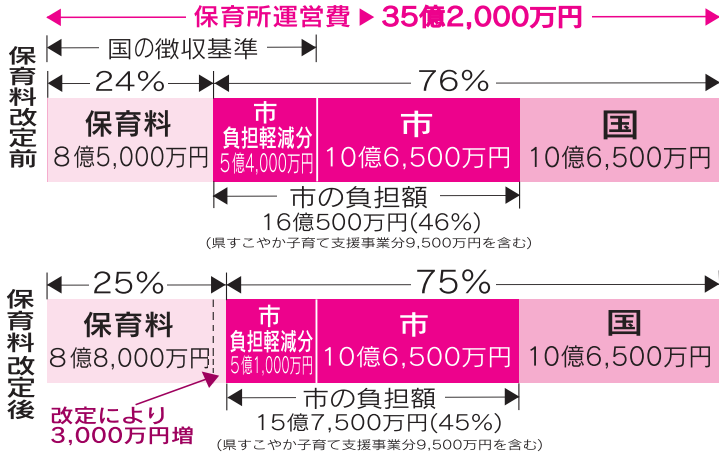 保育所運営費▶35億2,000万円
保育料改定前
国の徴収基準
24%
76%
保育料
8億5,000万円
市
負担軽減分
5億4,000万円
市
10億6,500万円
国
10億6,500万円
市の負担額
16億500万円(46%)
(県すこやか子育て支援事業分9,500万円を含む)
保育料改定後
25%
75%
保育料
8億8,000万円
市
負担軽減分
5億1,000万円
市
10億6,500万円
国
10億6,500万円
改定により
3,000万円増
市の負担額
15億7,500万円(45%)
(県すこやか子育て支援事業分9,500万円を含む)